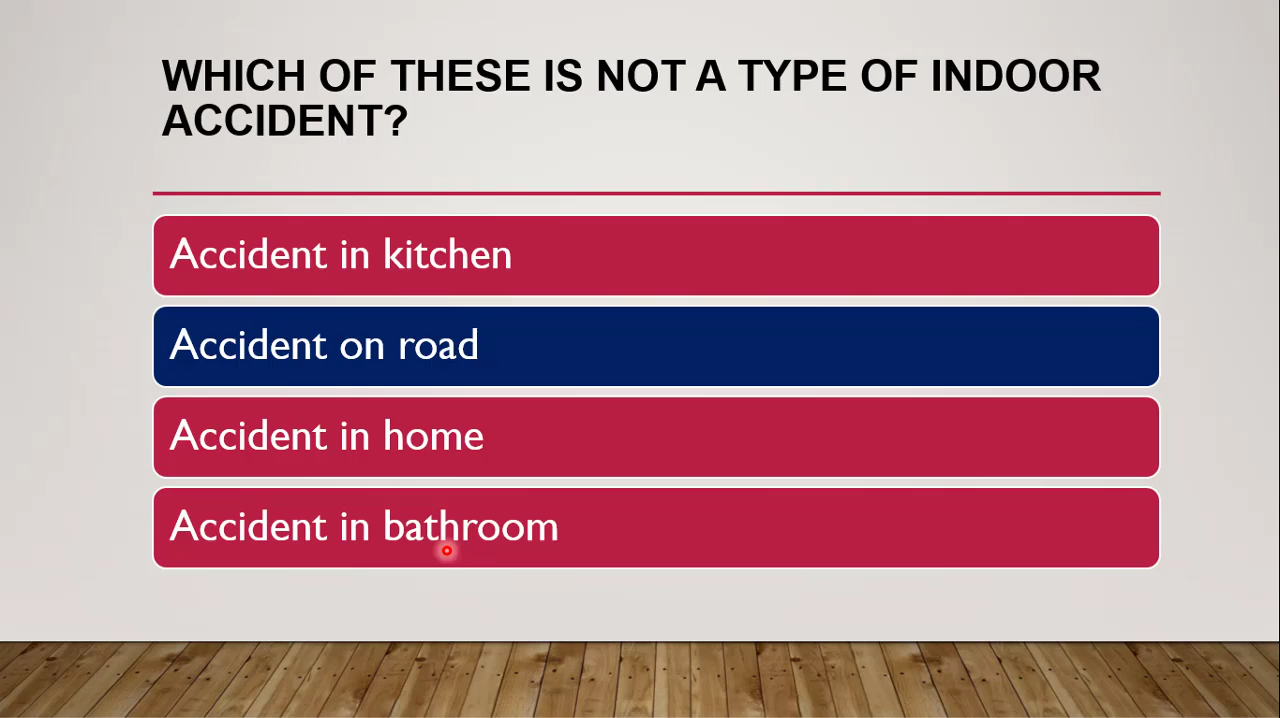 WHICH OF THESE IS NOT A TYPE OF INDOOR
ACCIDENT?
Accident in kitchen
Accident on road
Accident in home
Accident in bathroom